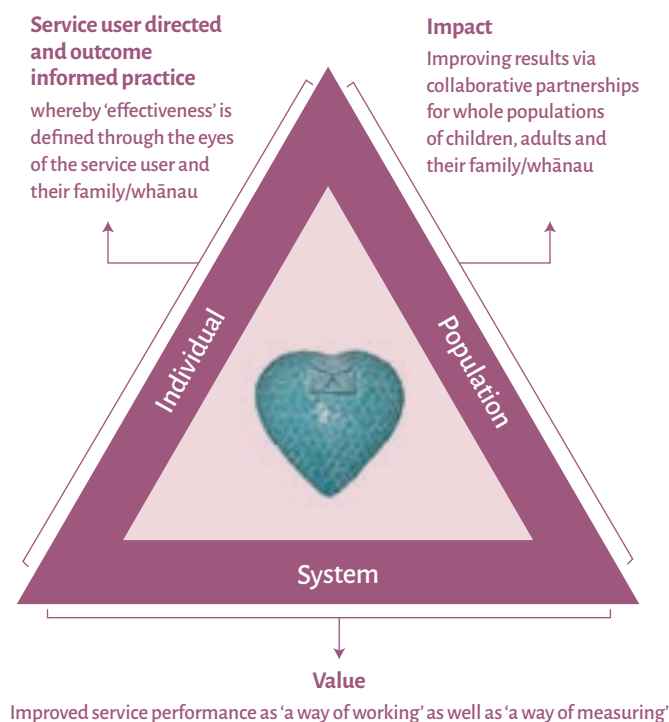 Service user directed
and outcome
informed practice
whereby ‘effectiveness’ is
defined through the eyes
of the service user and
their family/whānau
Impact
Improving results via
collaborative partnerships
for whole populations
of children, adults and
their family/whānau
Individual
Population
System
Value
Improved service performance as ‘a way of working’ as well as ‘a way of measuring’